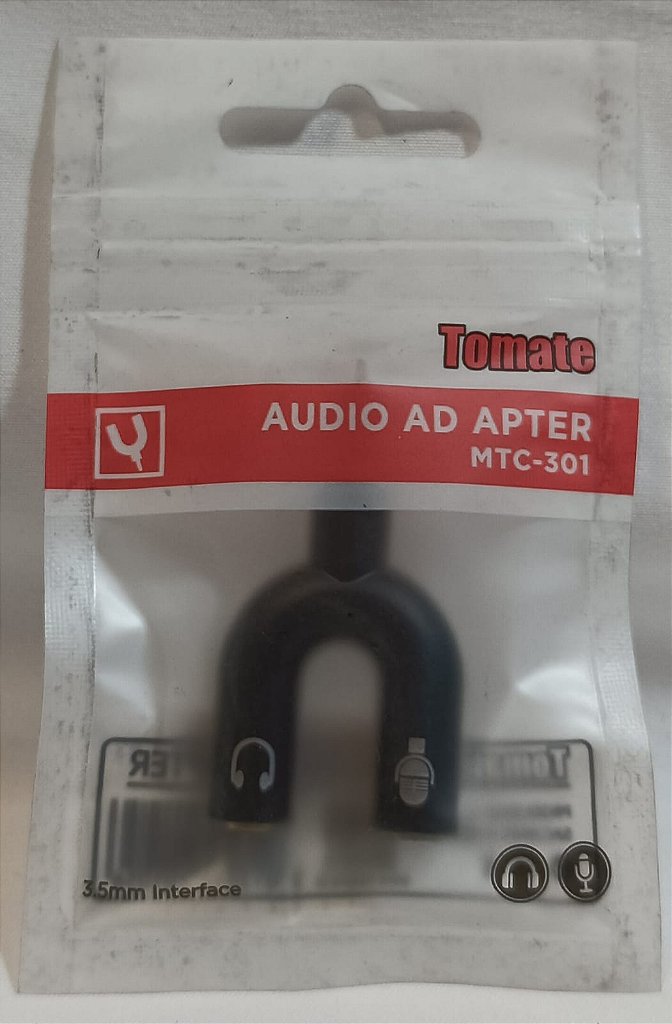 Tomate
AUDIO AD APTER
MTC-301
3.5mm Interface